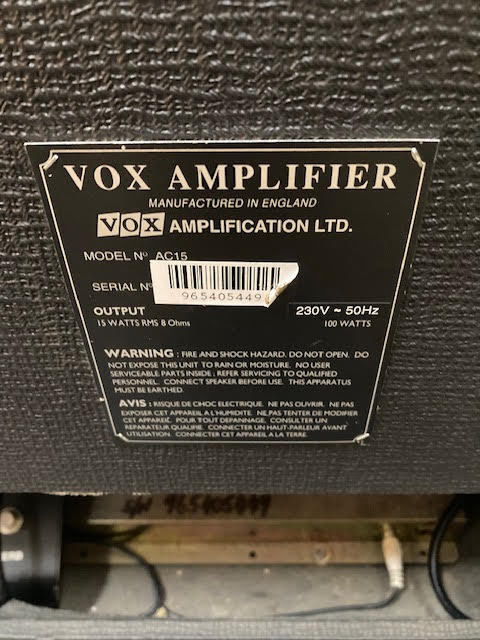 VOX AMPLIFIER
MANUFACTURED IN ENGLAND
VOX AMPLIFICATION LTD.
MODEL Nº AC15
SERIAL Nº
965405449
OUTPUT
15 WATTS RMS 8 Ohms
230V ~ 50Hz
100 WATTS
WARNING : FIRE AND SHOCK HAZARD. DO NOT OPEN. DO
NOT EXPOSE THIS UNIT TO RAIN OR MOISTURE. NO USER
SERVICEABLE PARTS INSIDE ; REFER SERVICING TO QUALIFIED
PERSONNEL. CONNECT SPEAKER BEFORE USE. THIS APPARATUS
MUST BE EARTHED.
AVIS : RISQUE DE CHOC ELECTRIQUE. NE PAS OUVRIR. NE PAS
EXPOSER CET APPAREIL A L'HUMIDITE. NE PAS TENTER DE MODIFIER
CET APPAREIL. POUR TOUT DEPANNAGE, CONSULTER UN
REPARATEUR QUALIFIE. CONNECTER UN HAUT-PARLEUR AVANT
UTILISATION. CONNECTER CET APPAREIL A LA TERRE.
965405449